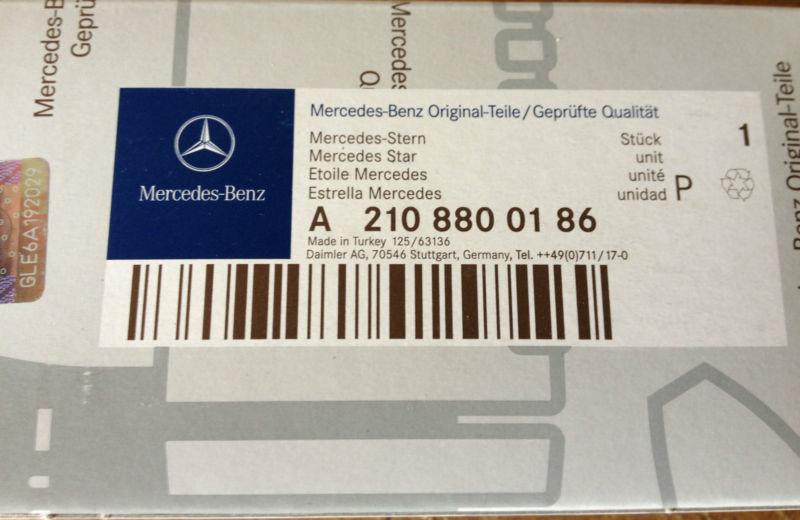 Mercedes-B
Geprüf
Mercedes
Q
Benz Original-Teile
GLE6A192029
Mercedes-Benz
Mercedes-Benz Original-Teile/Geprüfte Qualität
Mercedes-Stern Stück 1
Mercedes Star unit
Etoile Mercedes unité
Estrella Mercedes unidad P
A 210 880 01 86
Made in Turkey 125/63136
Daimler AG, 70546 Stuttgart, Germany, Tel. ++49(0)711/17-0